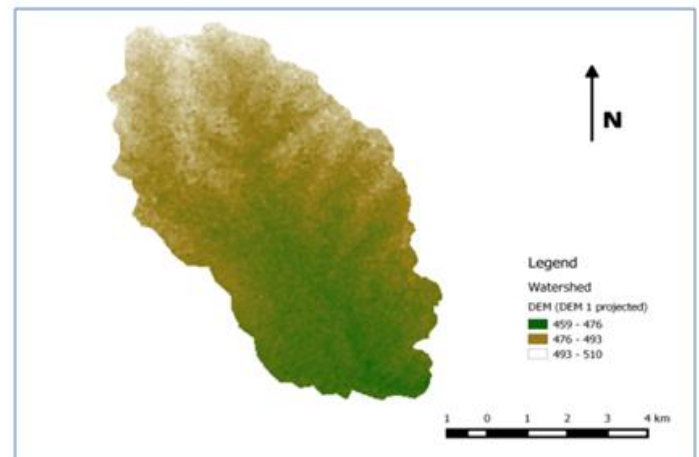 N
Legend
Watershed
DEM (DEM 1 projected)
459 - 476
476 - 493
493 - 510
1 0 1 2 3 4 km